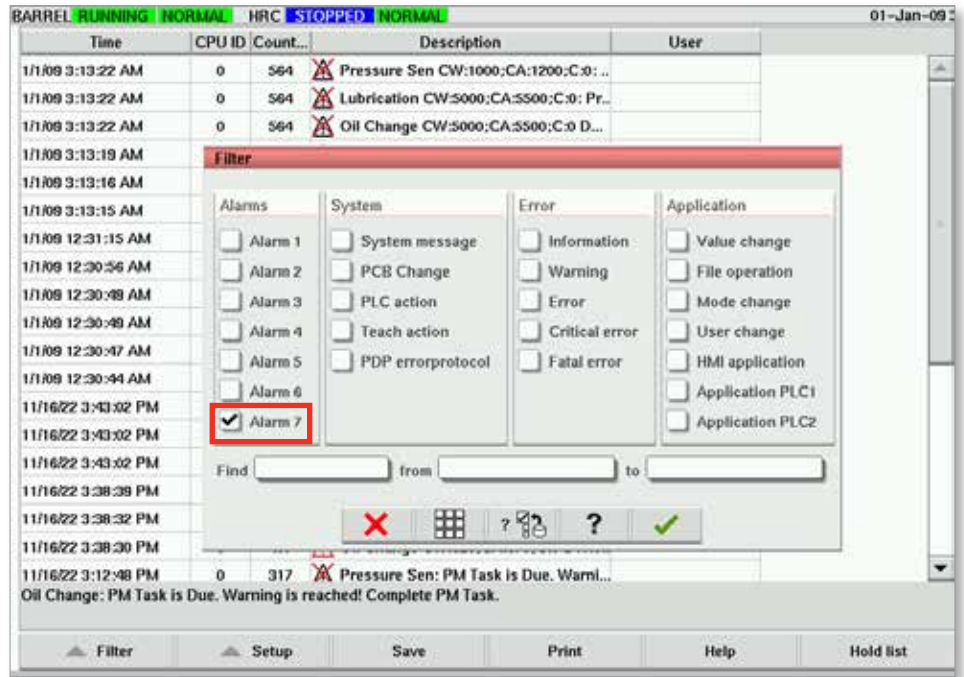 BARREL RUNNING NORMAL HRC STOPPED NORMAL 01-Jan-09
Time CPU ID Count... Description User
1/1/09 3:13:22 AM 0 564 Pressure Sen CW:1000;CA:1200;C:0: ..
1/1/09 3:13:22 AM 0 564 Lubrication CW:5000;CA:5500;C:0: Pr..
1/1/09 3:13:22 AM 0 564 Oil Change CW:5000;CA:5500;C:0 D...
1/1/09 3:13:19 AM
1/1/09 3:13:16 AM
1/1/09 3:13:15 AM
1/1/09 12:31:15 AM
1/1/09 12:30:56 AM
1/1/09 12:30:49 AM
1/1/09 12:30:49 AM
1/1/09 12:30:47 AM
1/1/09 12:30:44 AM
11/16/22 3:43:02 PM
11/16/22 3:43:02 PM
11/16/22 3:43:02 PM
11/16/22 3:38:39 PM
11/16/22 3:38:32 PM
11/16/22 3:38:30 PM
11/16/22 3:12:48 PM 0 317 Pressure Sen: PM Task is Due. Warni...
Filter
Alarms System Error Application
Alarm 1 System message Information Value change
Alarm 2 PCB Change Warning File operation
Alarm 3 PLC action Error Mode change
Alarm 4 Teach action Critical error User change
Alarm 5 PDP errorprotocol Fatal error HMI application
Alarm 6 Application PLC1
Alarm 7 Application PLC2
Find from to
? ?
Oil Change: PM Task is Due. Warning is reached! Complete PM Task.
Filter Setup Save Print Help Hold list